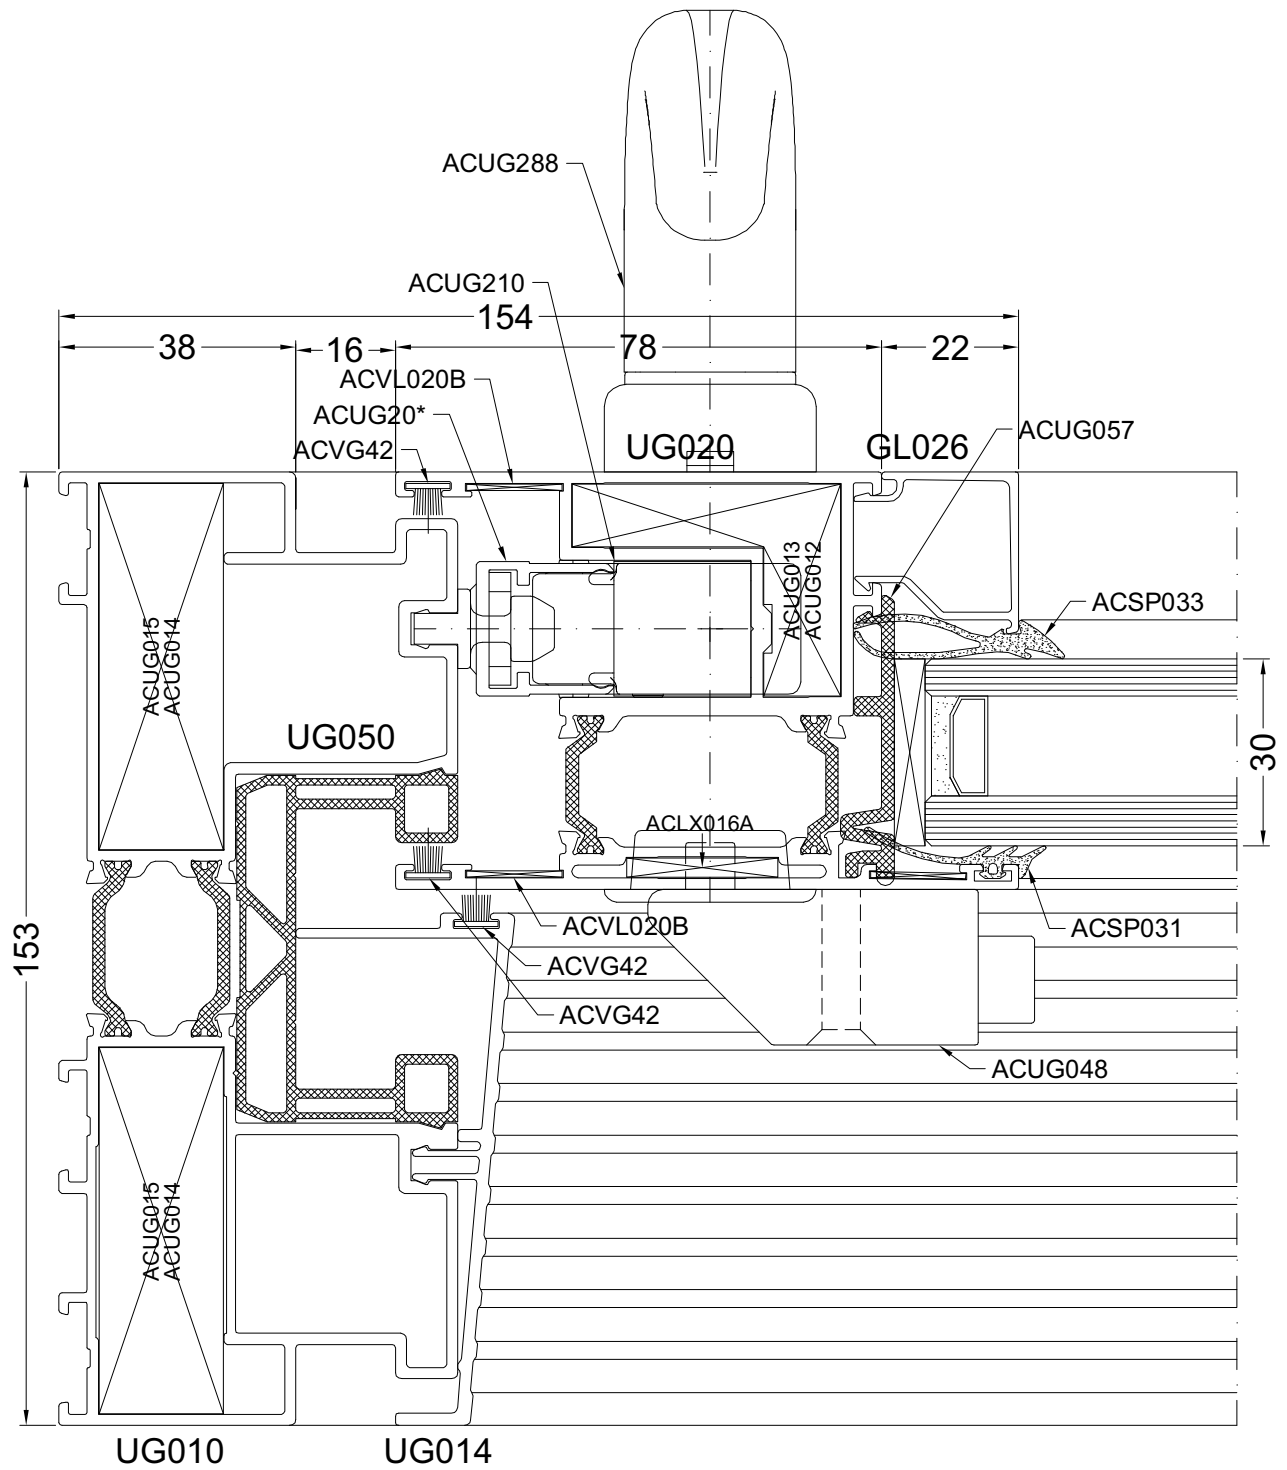 ACUG288
ACUG210
154
38
16
78
22
ACVL020B
ACUG20*
ACVG42
UG020
GL026
ACUG057
ACUG013
ACUG012
ACSP033
ACUG015
ACUG014
UG050
30
ACLX016A
153
ACVL020B
ACSP031
ACVG42
ACVG42
ACUG048
ACUG015
ACUG014
UG010
UG014